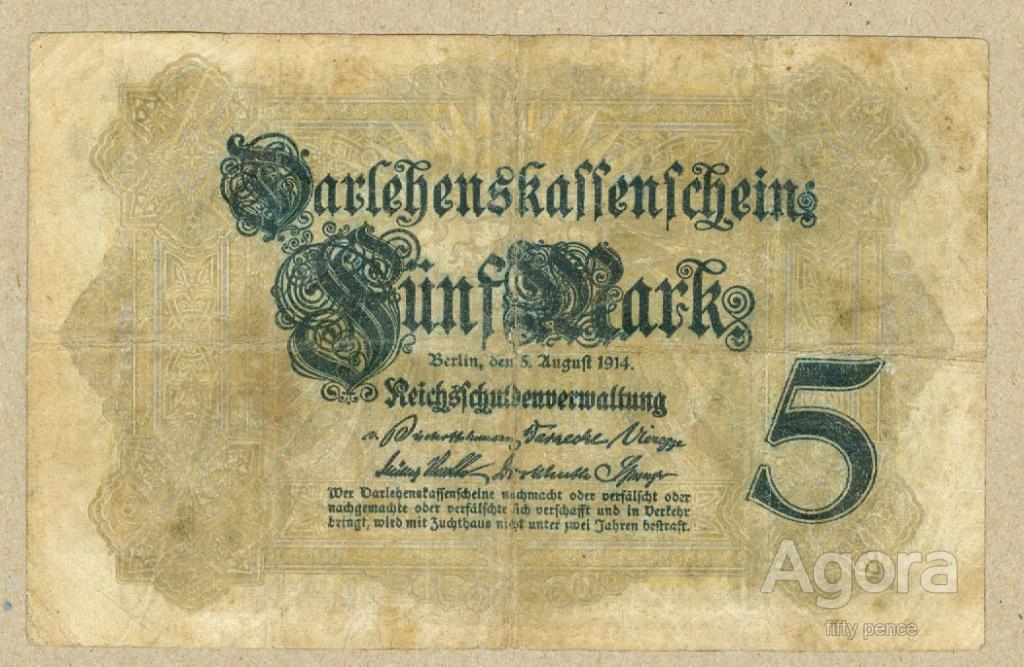 Darlehenskassenschein
Fünf Mark
Berlin, den 5. August 1914.
Reichsschuldenverwaltung
5
Wer Darlehenskassenscheine nachmacht oder verfälscht oder
nachgemachte oder verfälschte sich verschafft und in Verkehr
bringt, wird mit Zuchthaus nicht unter zwei Jahren bestraft.
Agora
fifty pence